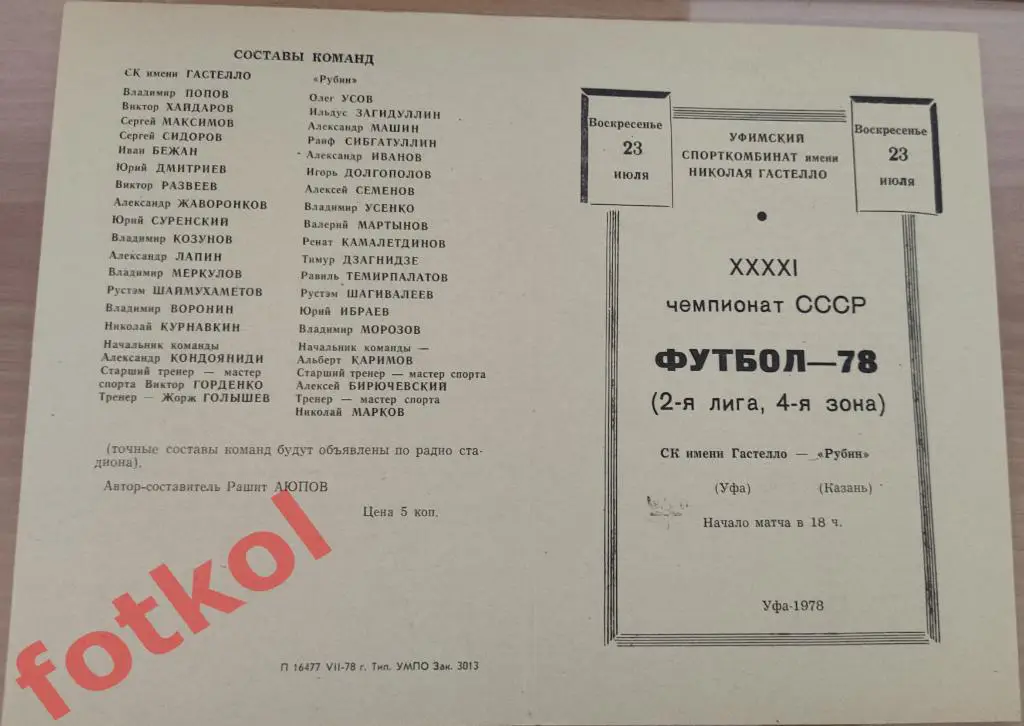 СОСТАВЫ КОМАНД
СК имени ГАСТЕЛЛО
Владимир ПОПОВ
Виктор ХАЙДАРОВ
Сергей МАКСИМОВ
Сергей СИДОРОВ
Иван БЕЖАН
Юрий ДМИТРИЕВ
Виктор РАЗВЕЕВ
Александр ЖАВОРОНКОВ
Юрий СУРЕНСКИЙ
Владимир КОЗУНОВ
Александр ЛАПИН
Владимир МЕРКУЛОВ
Рустэм ШАЙМУХАМЕТОВ
Владимир ВОРОНИН
Николай КУРНАВКИН
Начальник команды
Александр КОНДОЯНИДИ
Старший тренер — мастер
спорта Виктор ГОРДЕНКО
Тренер — Жорж ГОЛЫШЕВ
«Рубин»
Олег УСОВ
Ильдус ЗАГИДУЛЛИН
Александр МАШИН
Раиф СИБГАТУЛЛИН
Александр ИВАНОВ
Игорь ДОЛГОПОЛОВ
Алексей СЕМЕНОВ
Владимир УСЕНКО
Валерий МАРТЫНОВ
Ренат КАМАЛЕТДИНОВ
Тимур ДЗАГНИДЗЕ
Равиль ТЕМИРПАЛАТОВ
Рустэм ШАГИВАЛЕЕВ
Юрий ИБРАЕВ
Владимир МОРОЗОВ
Начальник команды —
Альберт КАРИМОВ
Старший тренер — мастер спорта
Алексей БИРЮЧЕВСКИЙ
Тренер — мастер спорта
Николай МАРКОВ
(точные составы команд будут объявлены по радио ста-
диона).
Автор-составитель Рашит АЮПОВ
Цена 5 коп.
П 16477 VII-78 г. Тип. УМПО Зак. 3013
Воскресенье
23
июля
УФИМСКИЙ
СПОРТКОМБИНАТ имени
НИКОЛАЯ ГАСТЕЛЛО
Воскресенье
23
июля
XXXXI
чемпионат СССР
ФУТБОЛ—78
(2-я лига, 4-я зона)
СК имени Гастелло — «Рубин»
(Уфа) (Казань)
Начало матча в 18 ч.
Уфа-1978
fotkol